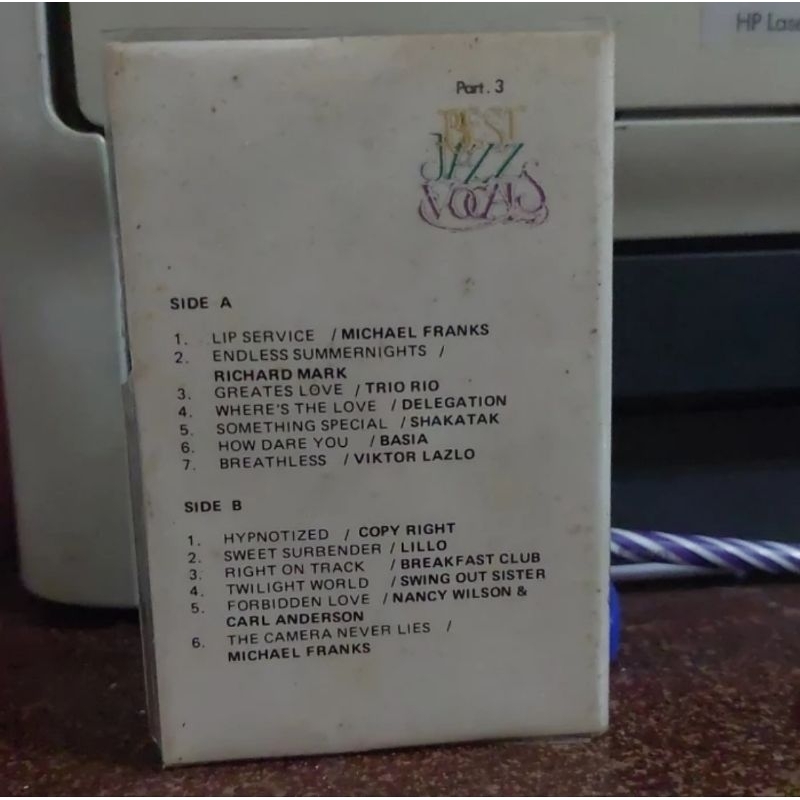 HP Lase
Part. 3
BEST
JAZZ
VOCALS
SIDE A
1. LIP SERVICE / MICHAEL FRANKS
2. ENDLESS SUMMERNIGHTS /
RICHARD MARK
3. GREATES LOVE / TRIO RIO
4. WHERE'S THE LOVE / DELEGATION
5. SOMETHING SPECIAL / SHAKATAK
6. HOW DARE YOU / BASIA
7. BREATHLESS / VIKTOR LAZLO
SIDE B
1. HYPNOTIZED / COPY RIGHT
2. SWEET SURBENDER / LILLO
3. RIGHT ON TRACK / BREAKFAST CLUB
4. TWILIGHT WORLD / SWING OUT SISTER
5. FORBIDDEN LOVE / NANCY WILSON &
CARL ANDERSON
6. THE CAMERA NEVER LIES /
MICHAEL FRANKS